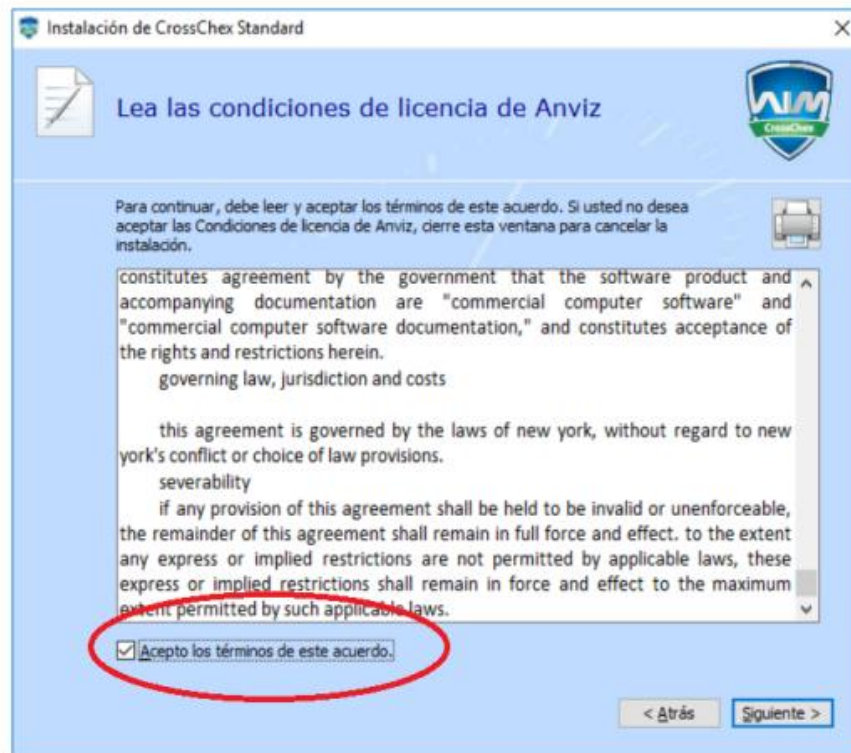 Instalación de CrossChex Standard
Lea las condiciones de licencia de Anviz
AIM
CrossChex
Para continuar, debe leer y aceptar los términos de este acuerdo. Si usted no desea
aceptar las Condiciones de licencia de Anviz, cierre esta ventana para cancelar la
instalación.
constitutes agreement by the government that the software product and
accompanying documentation are "commercial computer software" and
"commercial computer software documentation," and constitutes acceptance of
the rights and restrictions herein.
governing law, jurisdiction and costs
this agreement is governed by the laws of new york, without regard to new
york's conflict or choice of law provisions.
severability
if any provision of this agreement shall be held to be invalid or unenforceable,
the remainder of this agreement shall remain in full force and effect. to the extent
any express or implied restrictions are not permitted by applicable laws, these
express or implied restrictions shall remain in force and effect to the maximum
extent permitted by such applicable laws.
Acepto los términos de este acuerdo.
< Atrás
Siguiente >